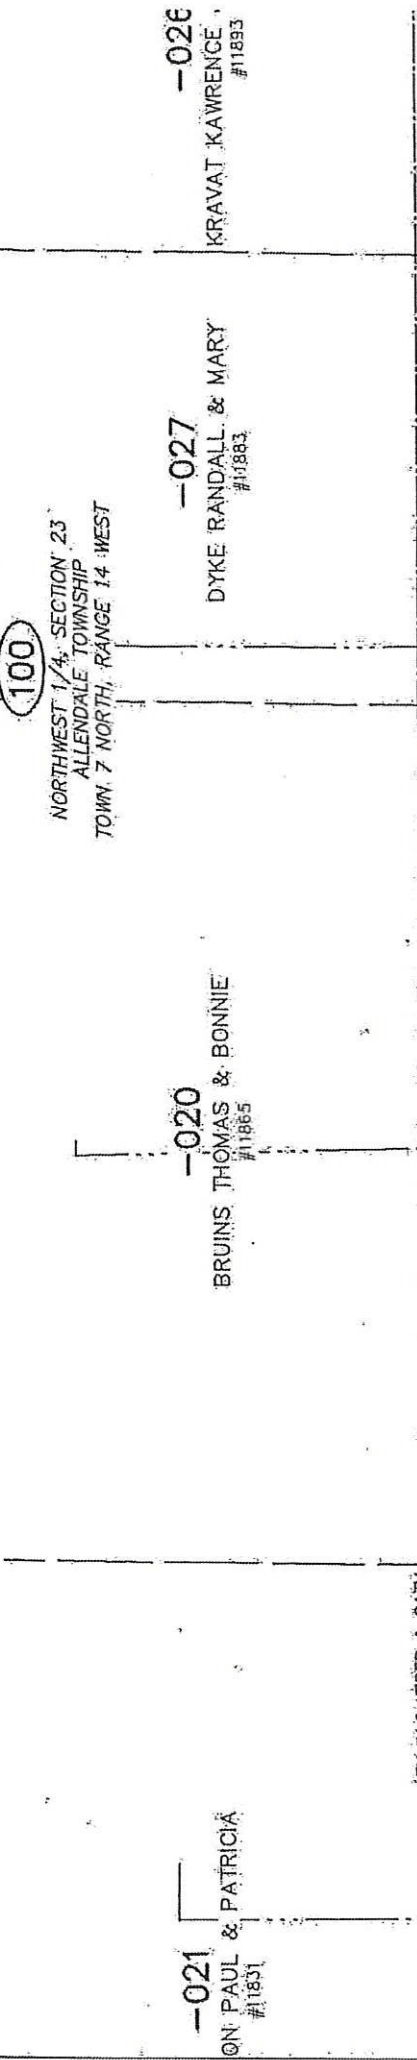 100
NORTHWEST 1/4, SECTION 23
ALLENDALE TOWNSHIP
TOWN 7 NORTH, RANGE 14 WEST
-021
ON PAUL & PATRICIA
#11831
-020
BRUINS THOMAS & BONNIE
#11865
-027
DYKE RANDALL & MARY
#11883
-026
KRAVAT KAWRENCE
#11893